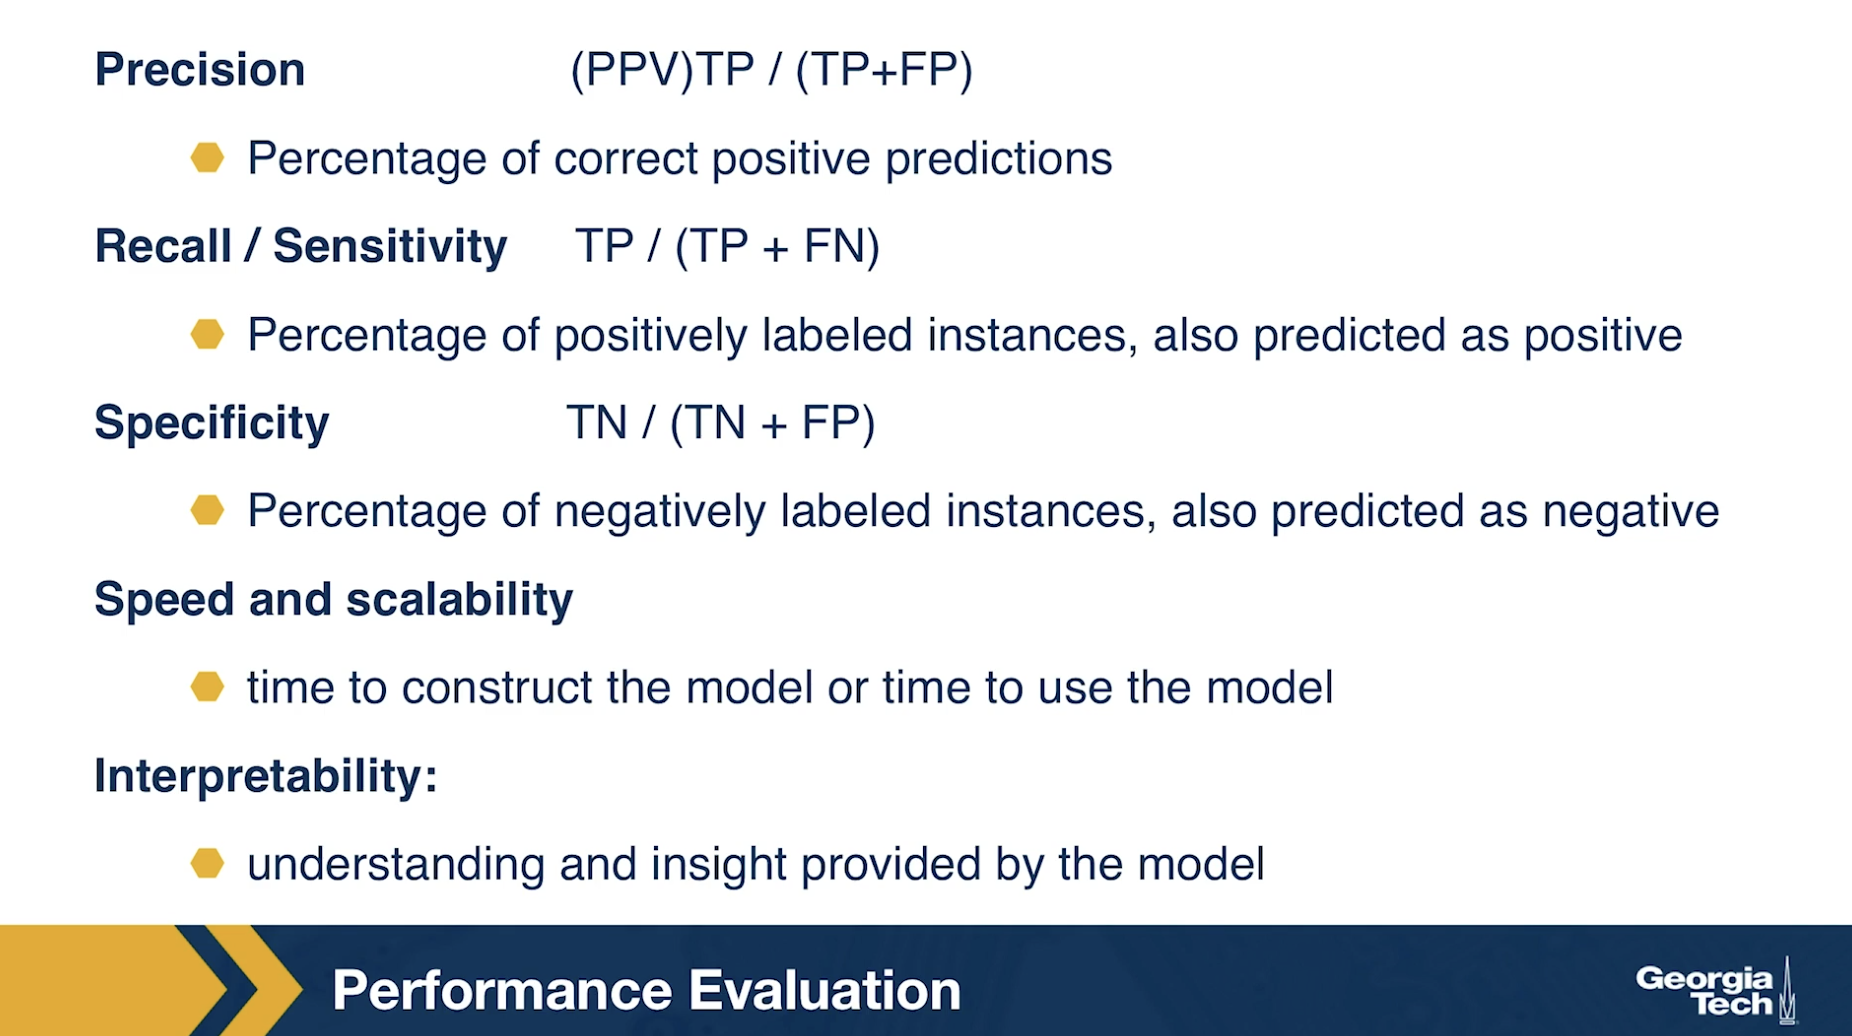 Precision (PPV)TP / (TP+FP)
Percentage of correct positive predictions
Recall / Sensitivity TP / (TP + FN)
Percentage of positively labeled instances, also predicted as positive
Specificity TN / (TN + FP)
Percentage of negatively labeled instances, also predicted as negative
Speed and scalability
time to construct the model or time to use the model
Interpretability:
understanding and insight provided by the model
Performance Evaluation
Georgia
Tech